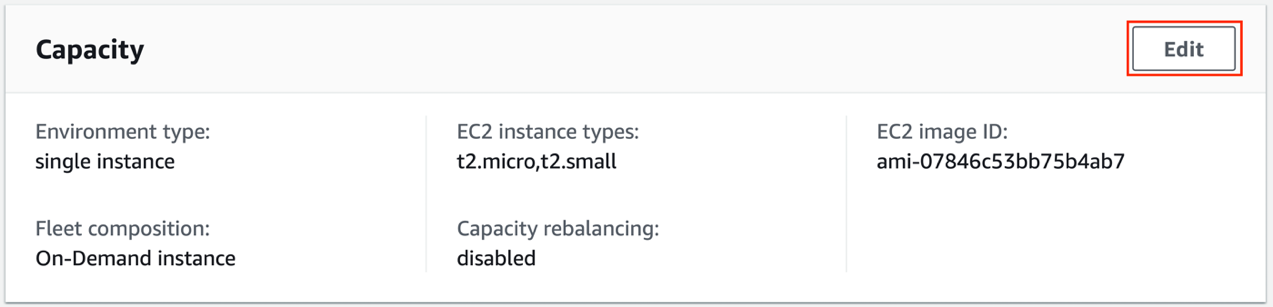 Capacity
Edit
Environment type:
single instance
EC2 instance types:
t2.micro,t2.small
EC2 image ID:
ami-07846c53bb75b4ab7
Fleet composition:
On-Demand instance
Capacity rebalancing:
disabled